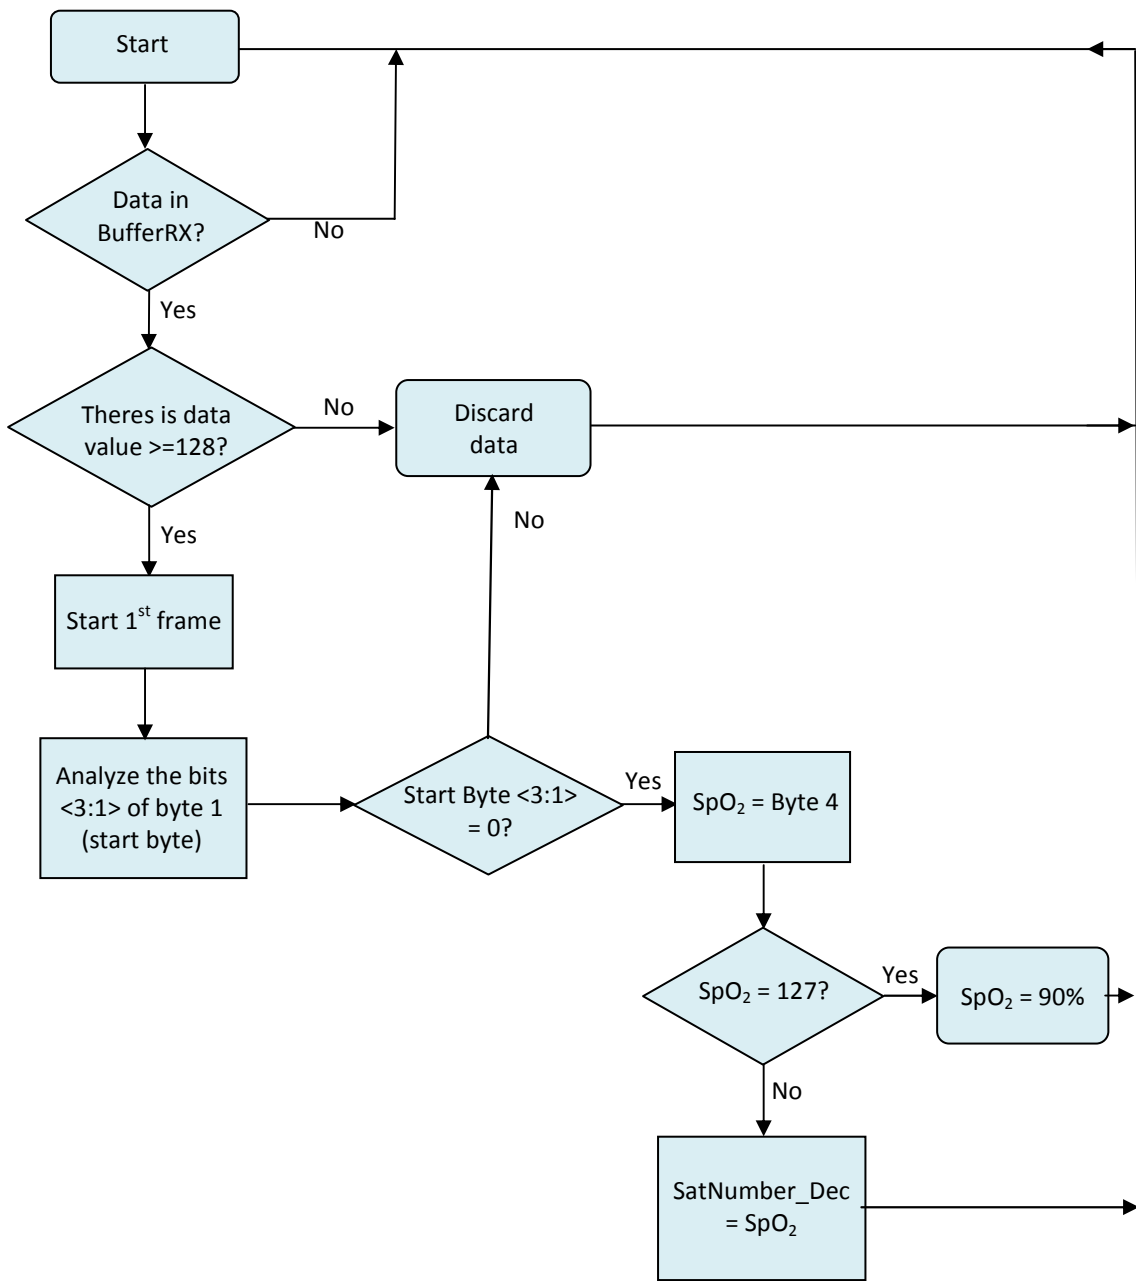 Start
Data in
BufferRX?
No
Yes
Theres is data
value >=128?
No
Discard
data
Yes
No
Start 1st frame
Analyze the bits
<3:1> of byte 1
(start byte)
Start Byte <3:1>
= 0?
Yes
SpO₂ = Byte 4
SpO₂ = 127?
Yes
SpO₂ = 90%
No
SatNumber_Dec
= SpO₂